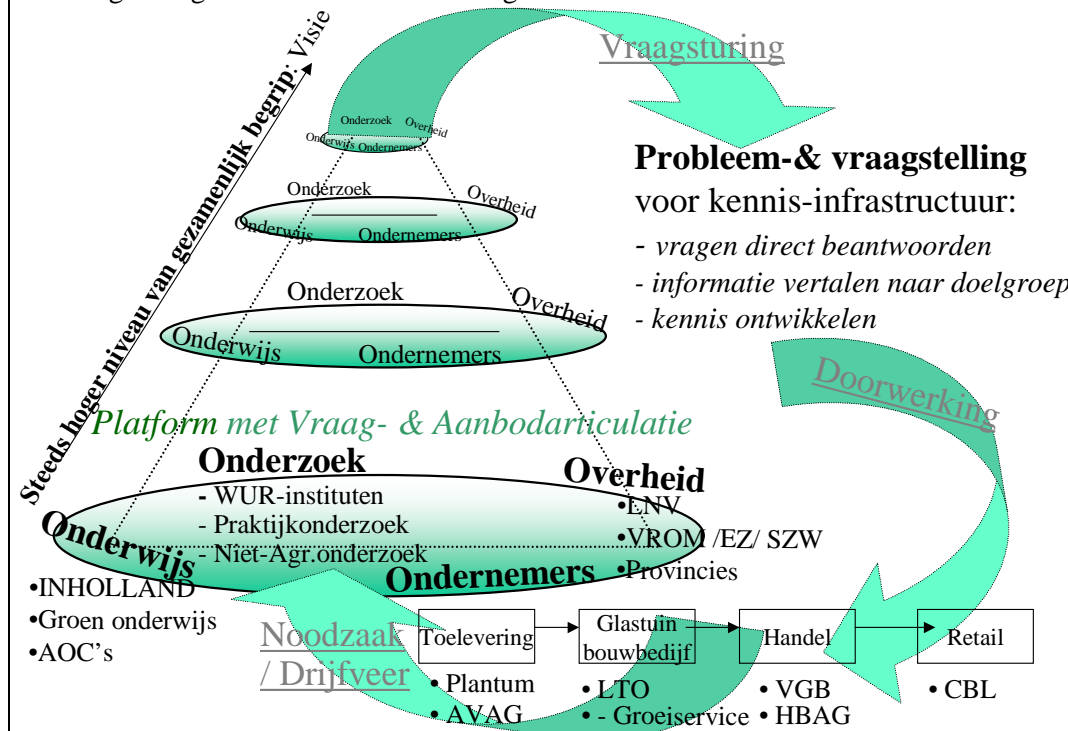 Vraagsturing
Steeds hoger niveau van gezamenlijk begrip: Visie
Onderzoek
Overheid
Onderwijs
Ondernemers
Onderzoek
Overheid
Onderwijs
Ondernemers
Onderzoek
Overheid
Onderwijs
Ondernemers
Probleem-& vraagstelling
voor kennis-infrastructuur:
- vragen direct beantwoorden
- informatie vertalen naar doelgroep
- kennis ontwikkelen
Doorwerking
Platform met Vraag- & Aanbodarticulatie
Onderzoek
- WUR-instituten
- Praktijkonderzoek
- Niet-Agr.onderzoek
Overheid
•LNV
•VROM /EZ/ SZW
•Provincies
Onderwijs
•INHOLLAND
•Groen onderwijs
•AOC's
Ondernemers
Noodzaak
/ Drijfveer
Toelevering
• Plantum
• AVAG
Glastuin
bouwbedijf
• LTO
• - Groeiservice
Handel
• VGB
• HBAG
Retail
• CBL